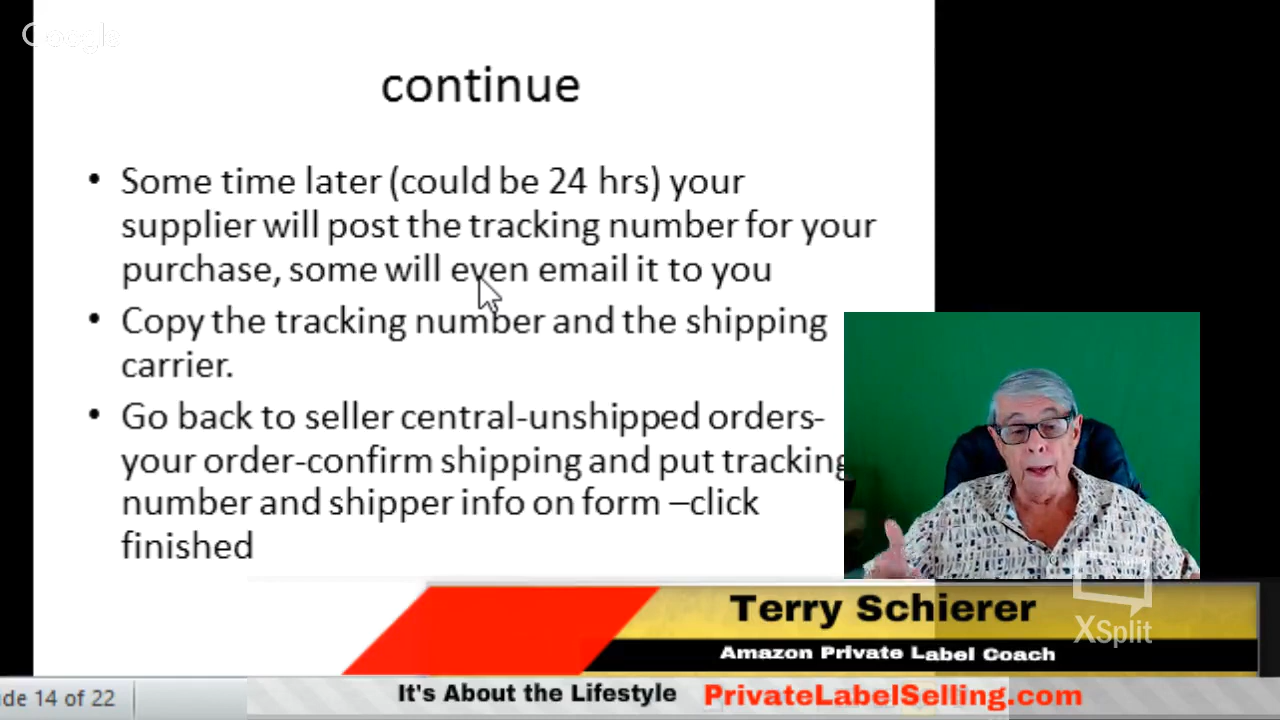 Google
continue
• Some time later (could be 24 hrs) your
supplier will post the tracking number for your
purchase, some will even email it to you
• Copy the tracking number and the shipping
carrier.
• Go back to seller central-unshipped orders-
your order-confirm shipping and put tracking
number and shipper info on form –click
finished
Terry Schierer
XSplit
Amazon Private Label Coach
de 14 of 22
It's About the Lifestyle
PrivateLabelSelling.com